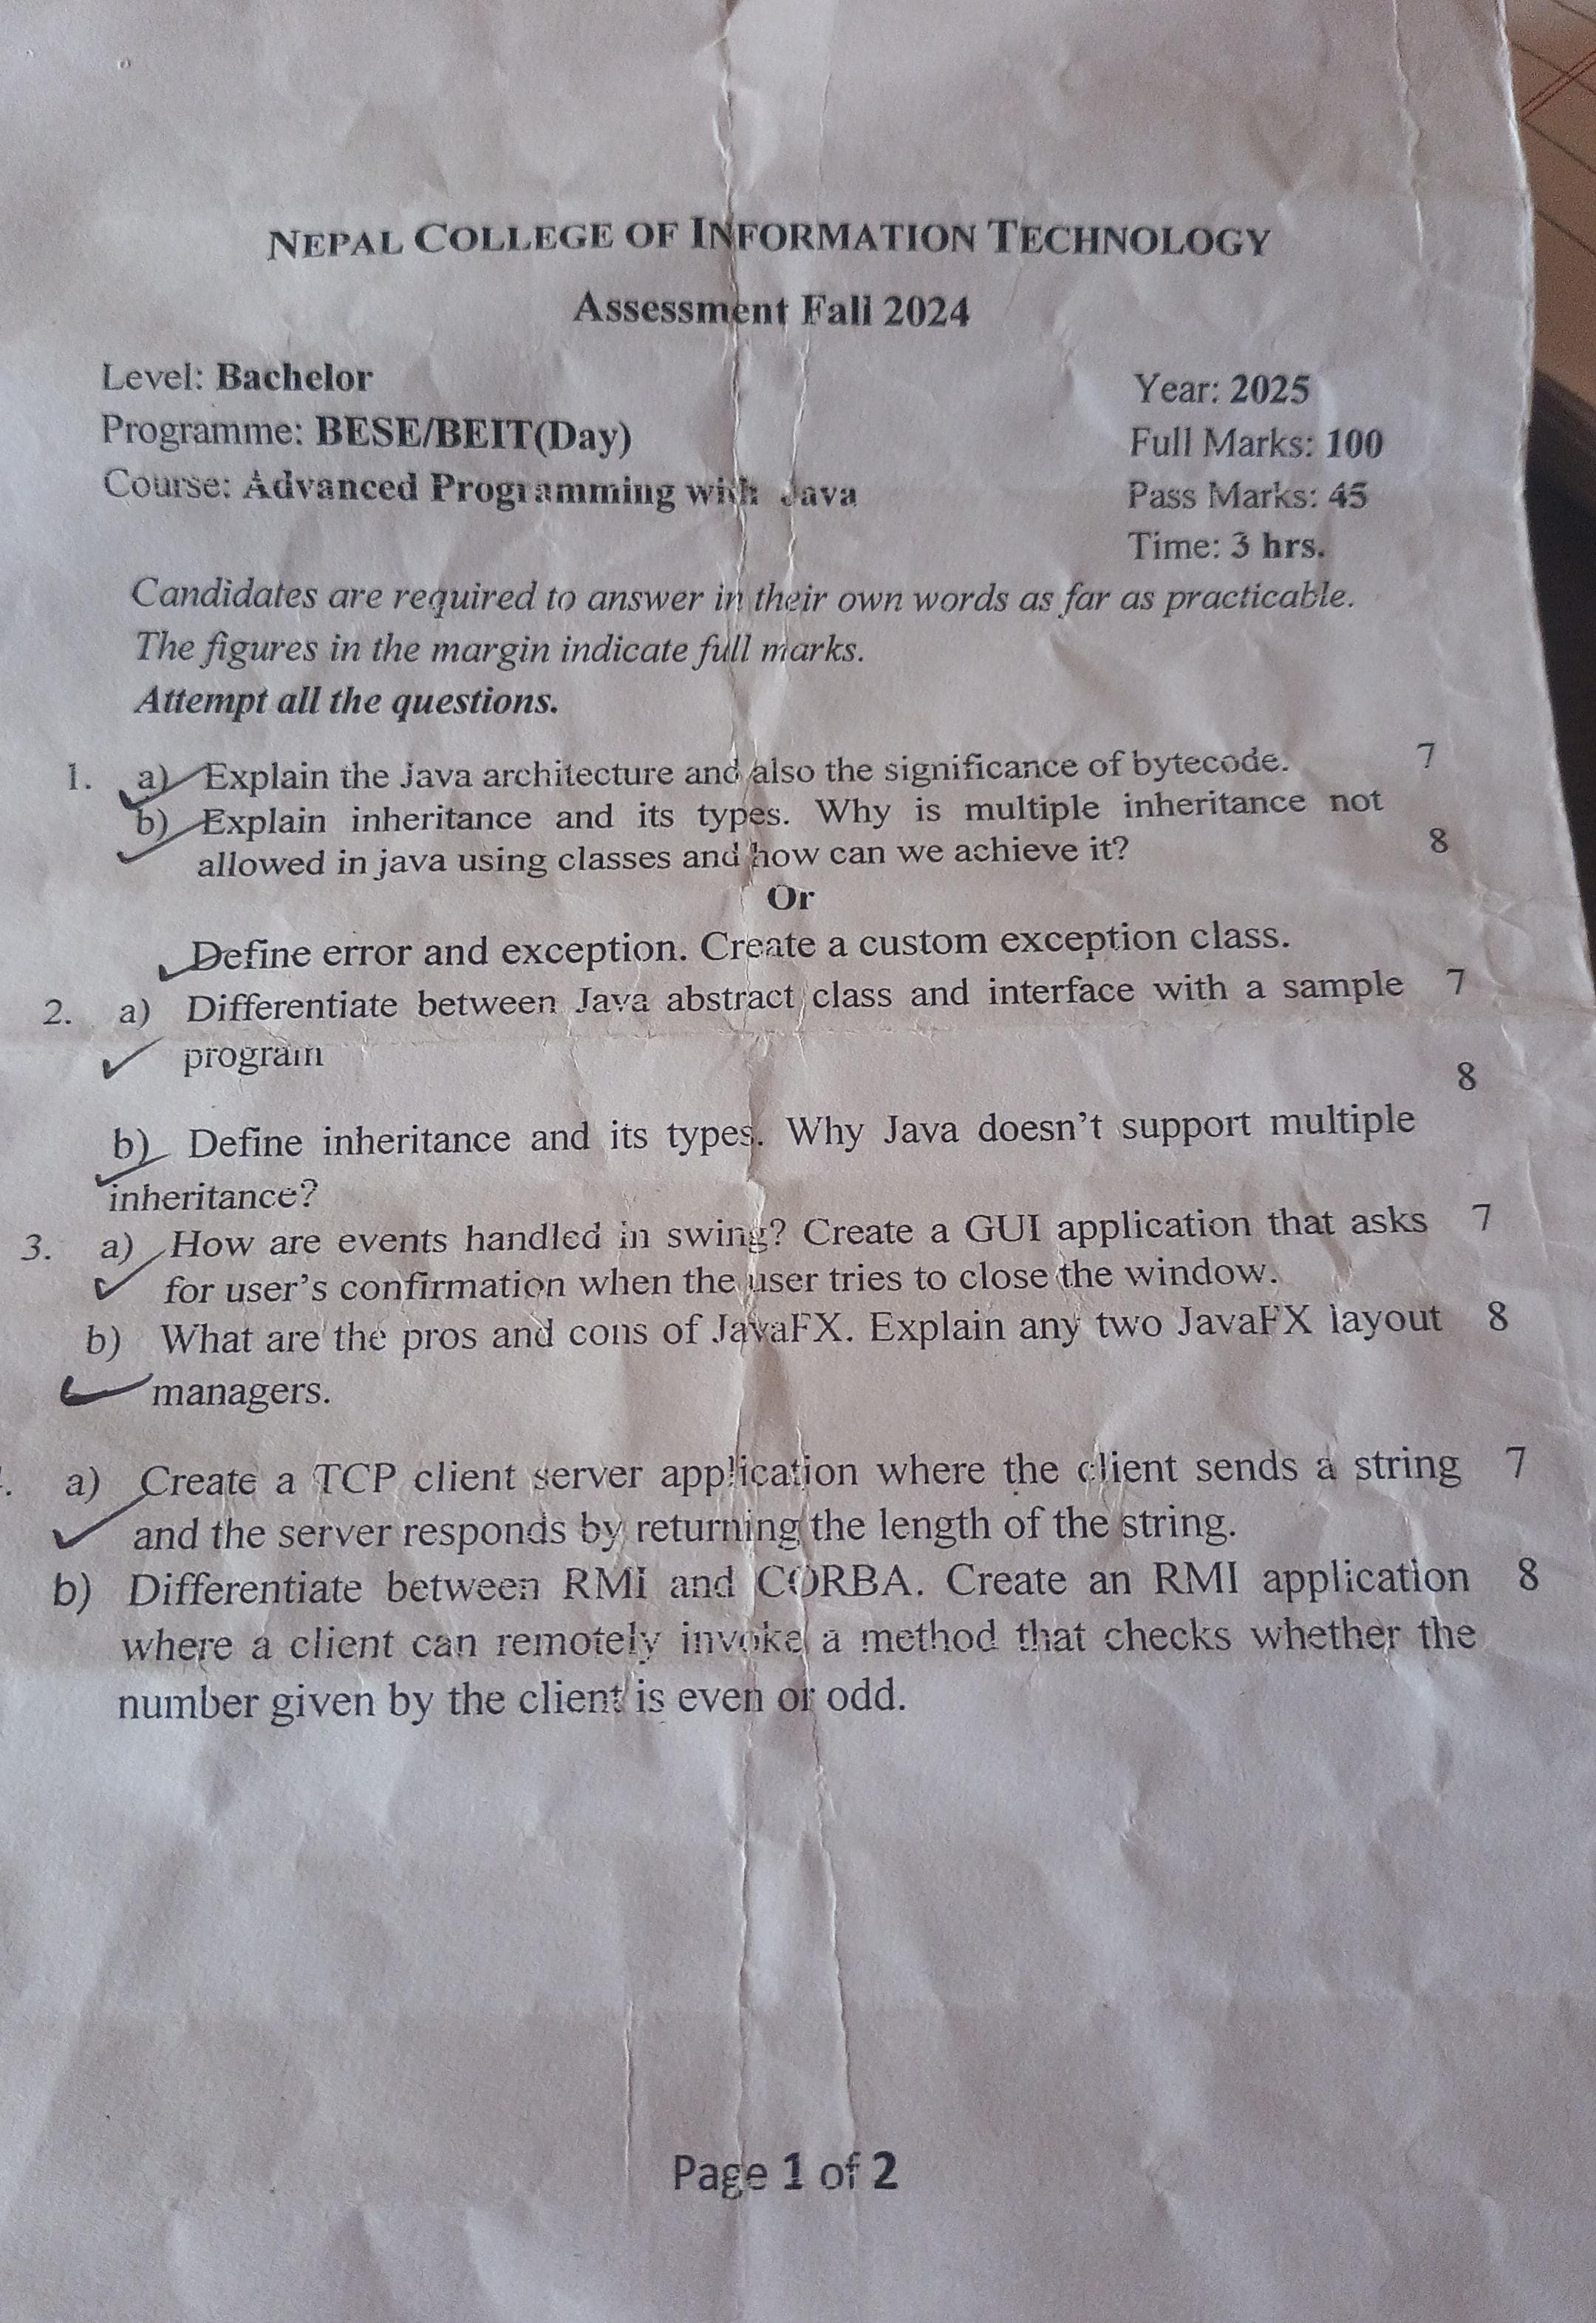 NEPAL COLLEGE OF INFORMATION TECHNOLOGY
Assessment Fall 2024
Level: Bachelor Year: 2025
Programme: BESE/BEIT(Day) Full Marks: 100
Course: Advanced Programming with Java Pass Marks: 45
Time: 3 hrs.
Candidates are required to answer in their own words as far as practicable.
The figures in the margin indicate full marks.
Attempt all the questions.
1. a) Explain the Java architecture and also the significance of bytecode. 7
b) Explain inheritance and its types. Why is multiple inheritance not
allowed in java using classes and how can we achieve it? 8
Or
Define error and exception. Create a custom exception class.
2. a) Differentiate between Java abstract class and interface with a sample 7
program
8
b) Define inheritance and its types. Why Java doesn't support multiple
inheritance?
3. a) How are events handled in swing? Create a GUI application that asks 7
for user's confirmation when the user tries to close the window.
b) What are the pros and cons of JavaFX. Explain any two JavaFX layout 8
managers.
a) Create a TCP client server application where the client sends a string 7
and the server responds by returning the length of the string.
b) Differentiate between RMI and CORBA. Create an RMI application 8
where a client can remotely invoke a method that checks whether the
number given by the client is even or odd.
Page 1 of 2